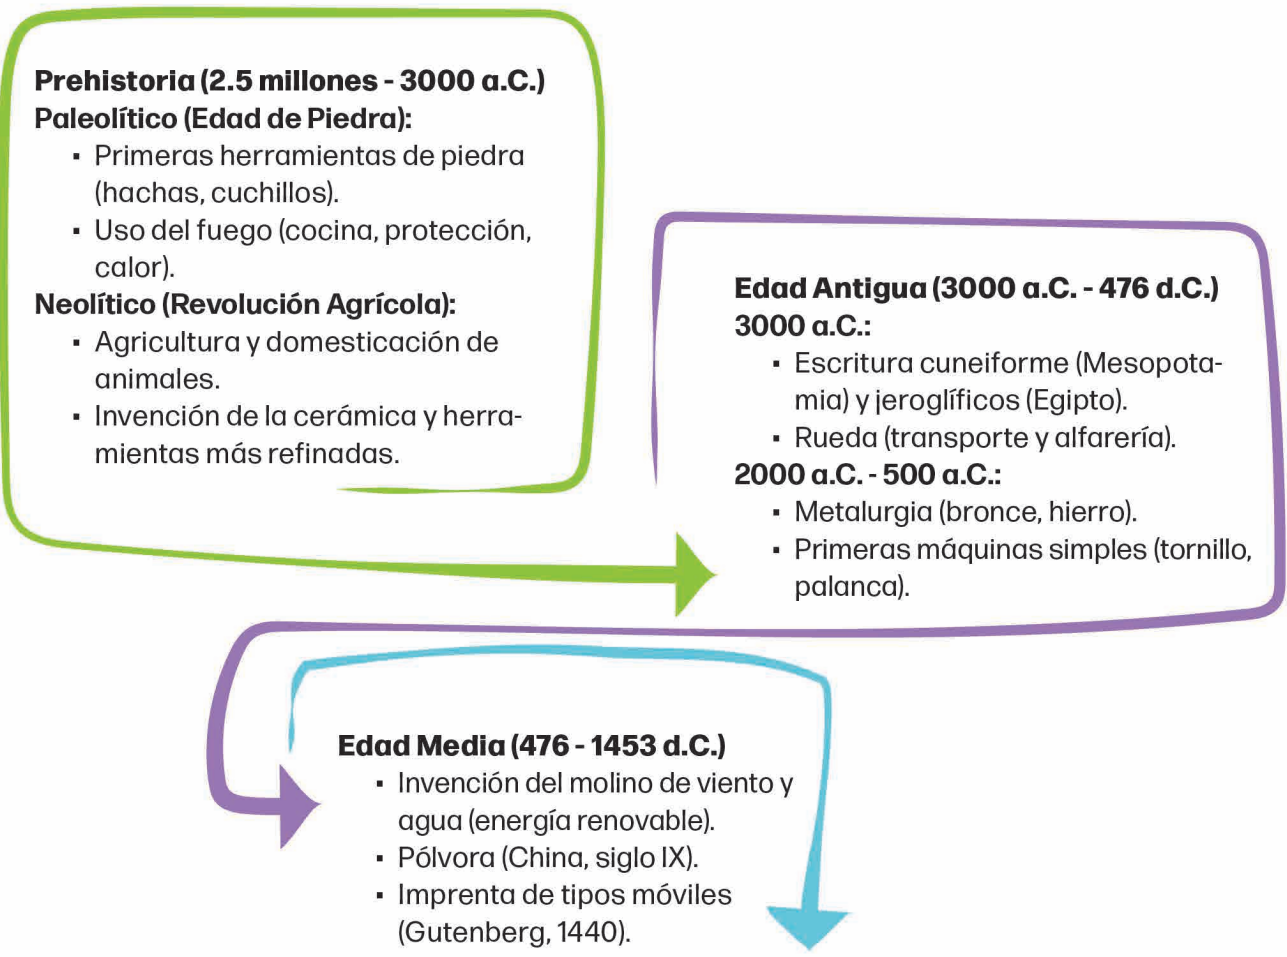 Prehistoria (2.5 millones - 3000 a.C.)
Paleolítico (Edad de Piedra):
▪ Primeras herramientas de piedra
(hachas, cuchillos).
▪ Uso del fuego (cocina, protección,
calor).
Neolítico (Revolución Agrícola):
▪ Agricultura y domesticación de
animales.
▪ Invención de la cerámica y herra-
mientas más refinadas.
Edad Antigua (3000 a.C. - 476 d.C.)
3000 a.C.:
▪ Escritura cuneiforme (Mesopota-
mia) y jeroglíficos (Egipto).
▪ Rueda (transporte y alfarería).
2000 a.C. - 500 a.C.:
▪ Metalurgia (bronce, hierro).
▪ Primeras máquinas simples (tornillo,
palanca).
Edad Media (476 - 1453 d.C.)
▪ Invención del molino de viento y
agua (energía renovable).
▪ Pólvora (China, siglo IX).
▪ Imprenta de tipos móviles
(Gutenberg, 1440).